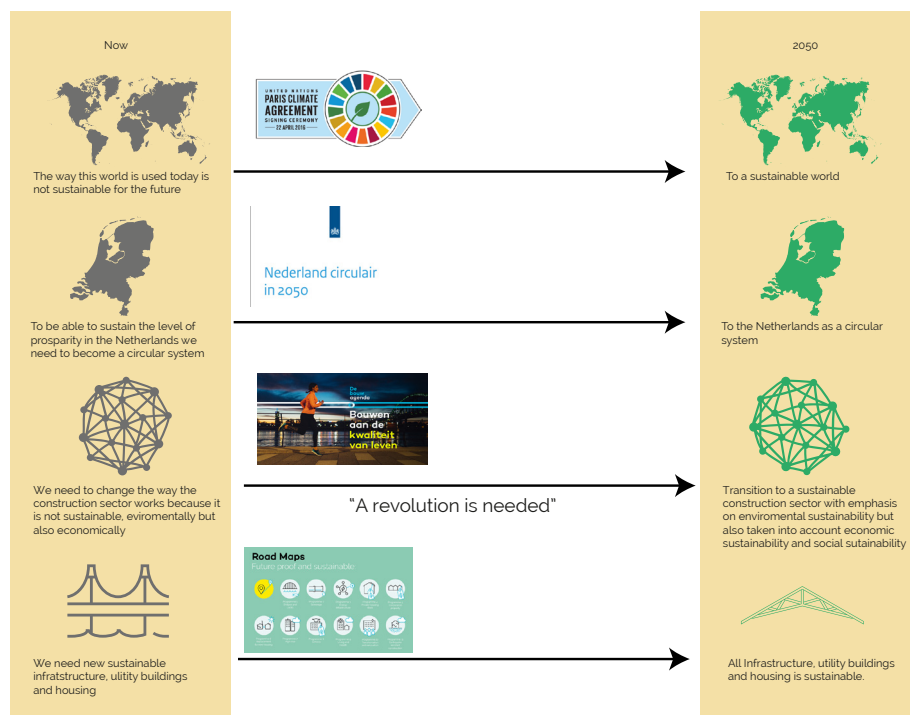 Now
2050
UNITED NATIONS
PARIS CLIMATE
AGREEMENT
SIGNING CEREMONY
22 APRIL 2016
The way this world is used today is
not sustainable for the future
To a sustainable world
Nederland circulair
in 2050
To be able to sustain the level of
prosparity in the Netherlands we
need to become a circular system
To the Netherlands as a circular
system
De
bouw
agenda
Bouwen
aan de
kwaliteit
van leven
We need to change the way the
construction sector works because it
is not sustainable, eviromentally but
also economically
"A revolution is needed"
Transition to a sustainable
construction sector with emphasis
on enviromental sustainability but
also taken into account economic
sustainability and social sutainability
Road Maps
Future proof and sustainable
We need new sustainable
infratstructure, ulitity buildings
and housing
All Infrastructure, utility buildings
and housing is sustainable.